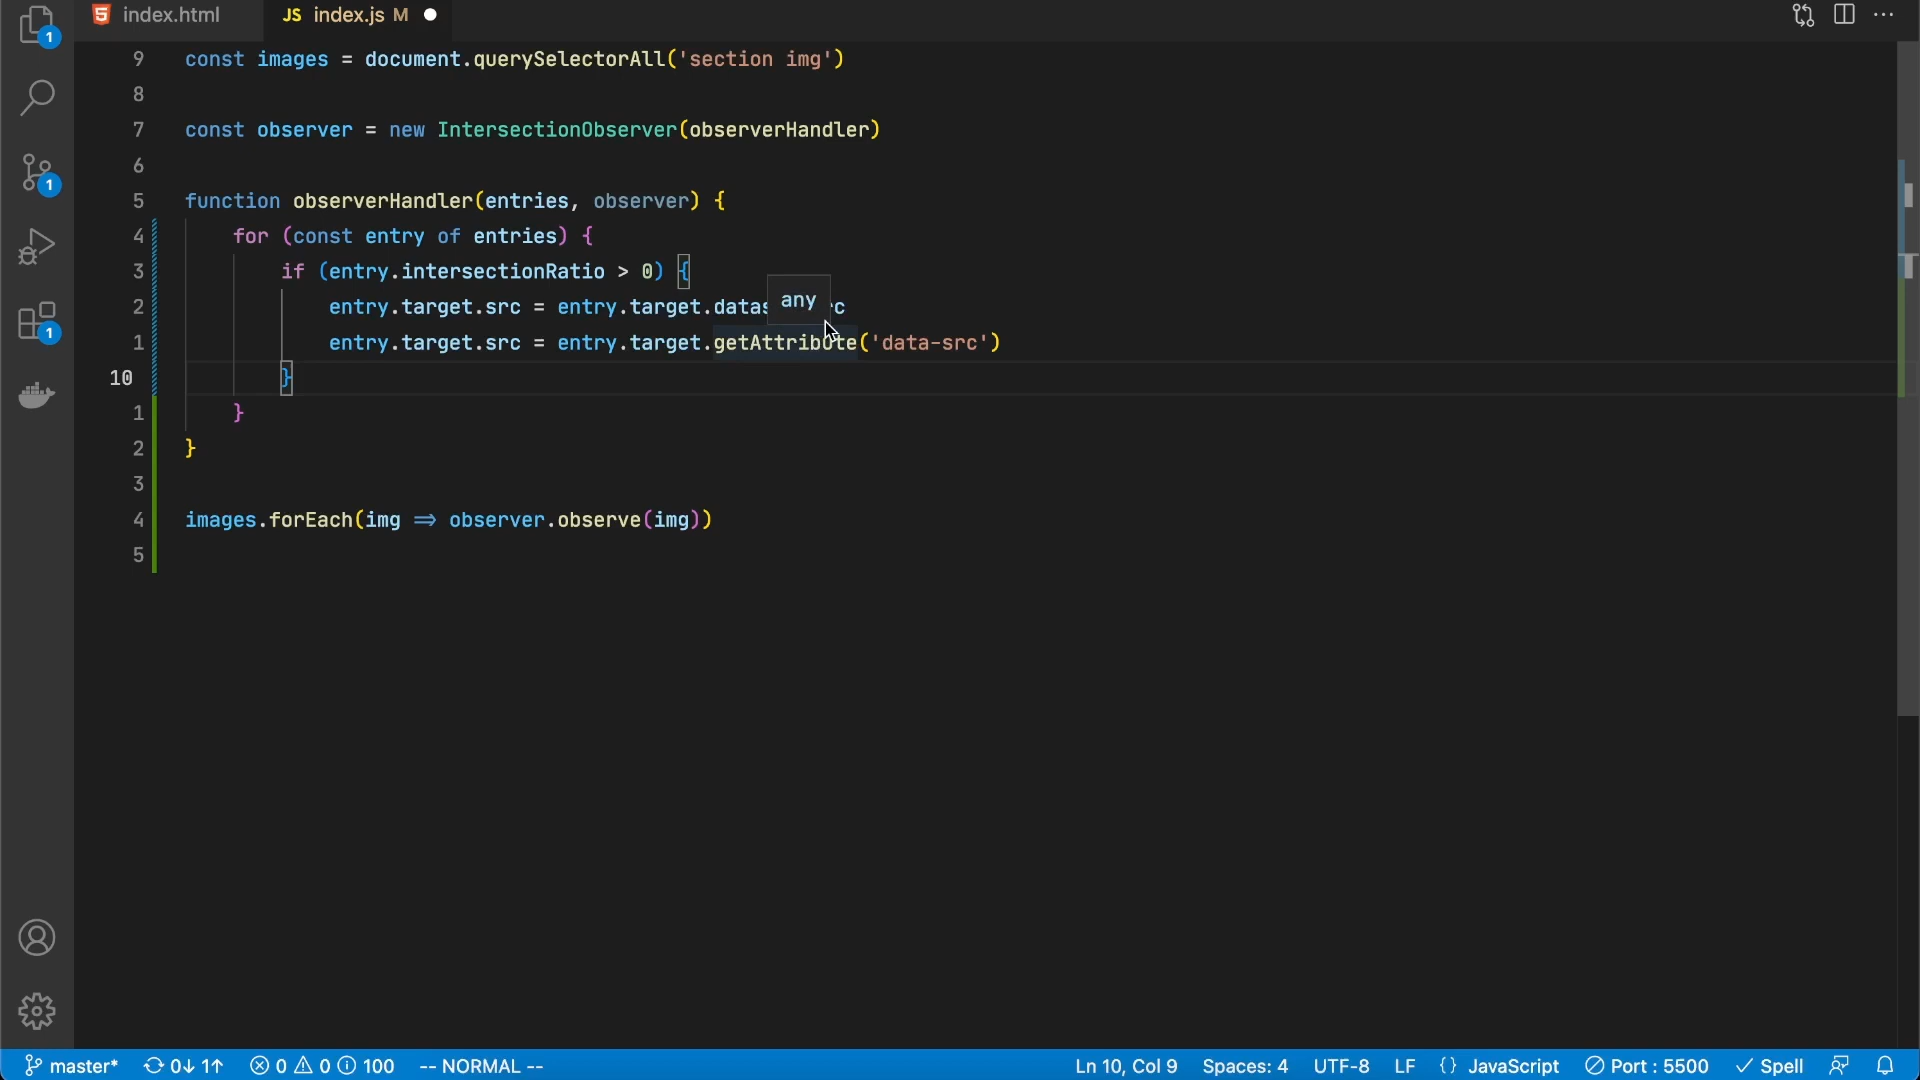 index.html
JS index.js M
1
9 const images = document.querySelectorAll('section img')
8
7 const observer = new IntersectionObserver(observerHandler)
6
1
5 function observerHandler(entries, observer) {
4 for (const entry of entries) {
3 if (entry.intersectionRatio > 0) {
any
2 entry.target.src = entry.target.datas rc
1 entry.target.src = entry.target.getAttribute('data-src')
1
10 }
1 }
2 }
3
4 images.forEach(img => observer.observe(img))
5
master* 0↓ 1↑ 0 0 100 -- NORMAL -- Ln 10, Col 9 Spaces: 4 UTF-8 LF {} JavaScript Port : 5500 Spell